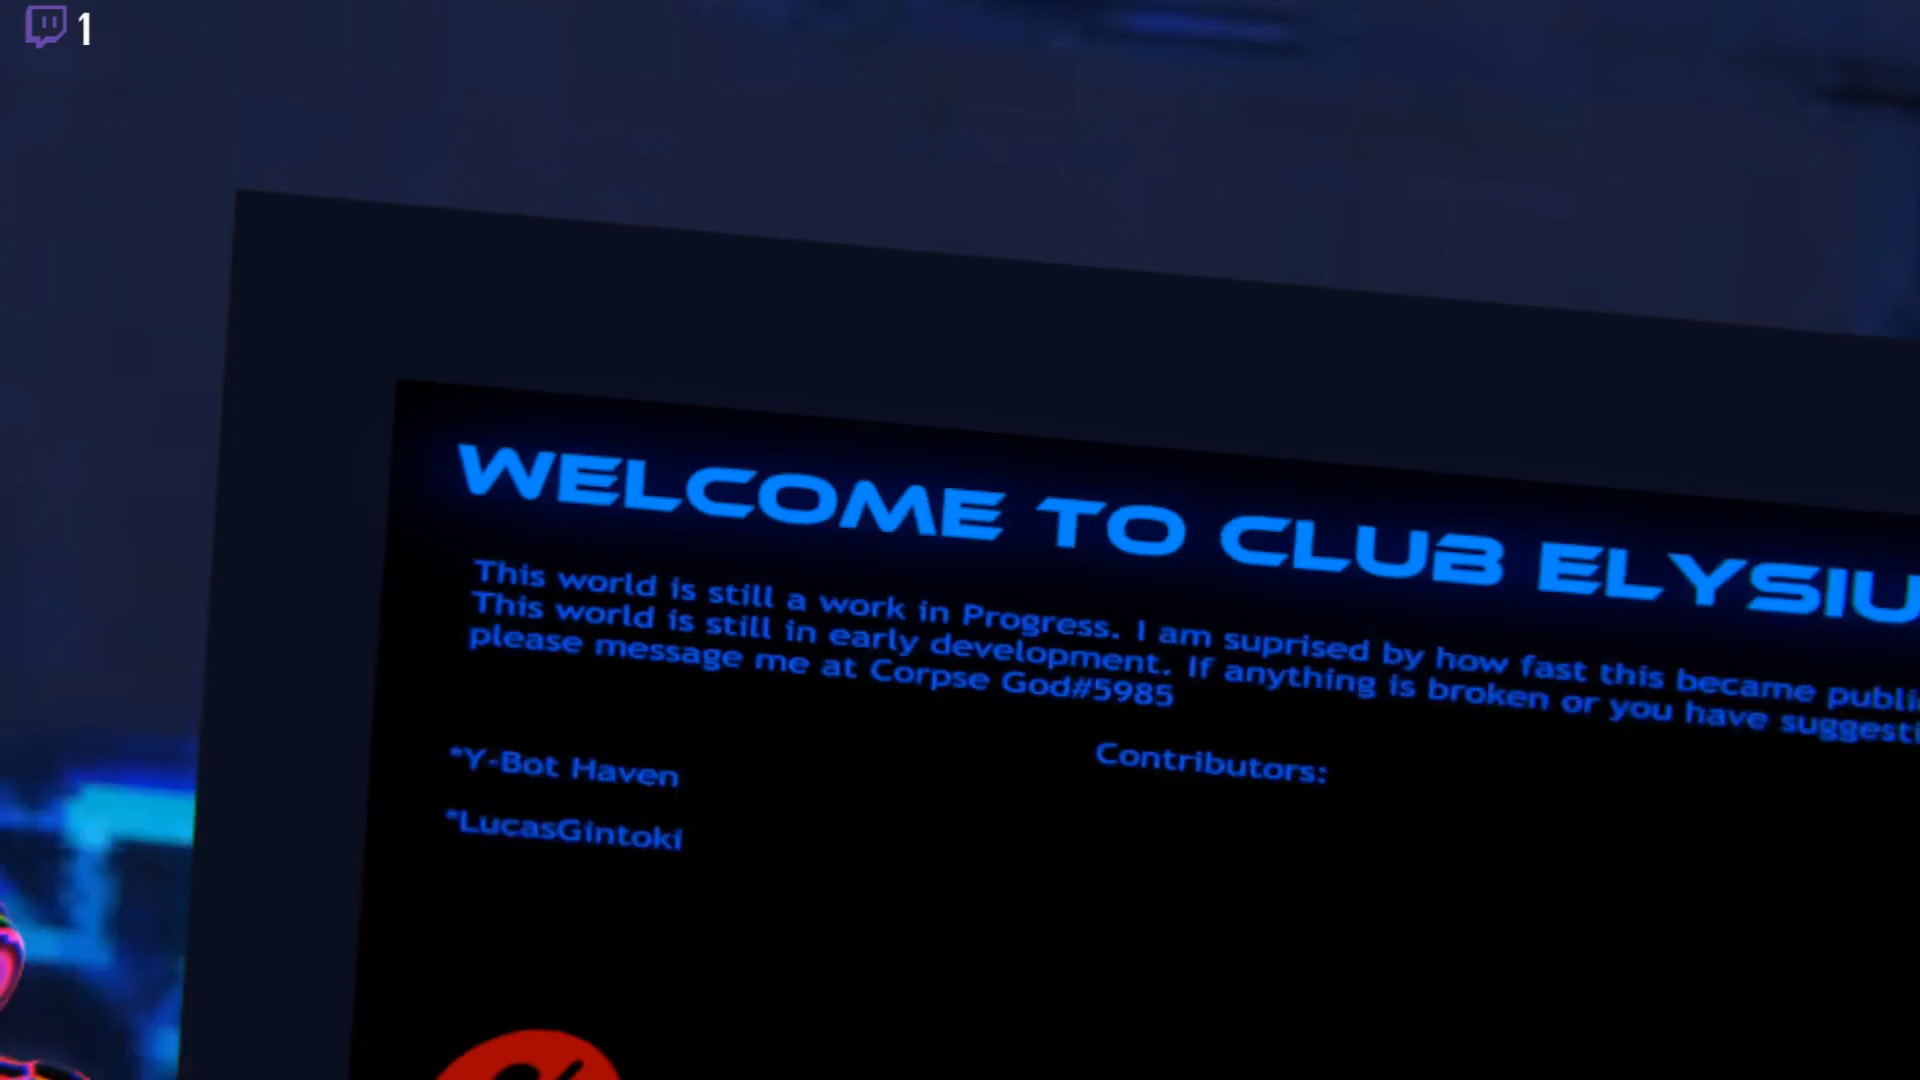 1
WELCOME TO CLUB ELYSIU
This world is still a work in Progress. I am suprised by how fast this became public
This world is still in early development. If anything is broken or you have suggesti
please message me at Corpse God#5985
Contributors:
*Y-Bot Haven
*LucasGintoki